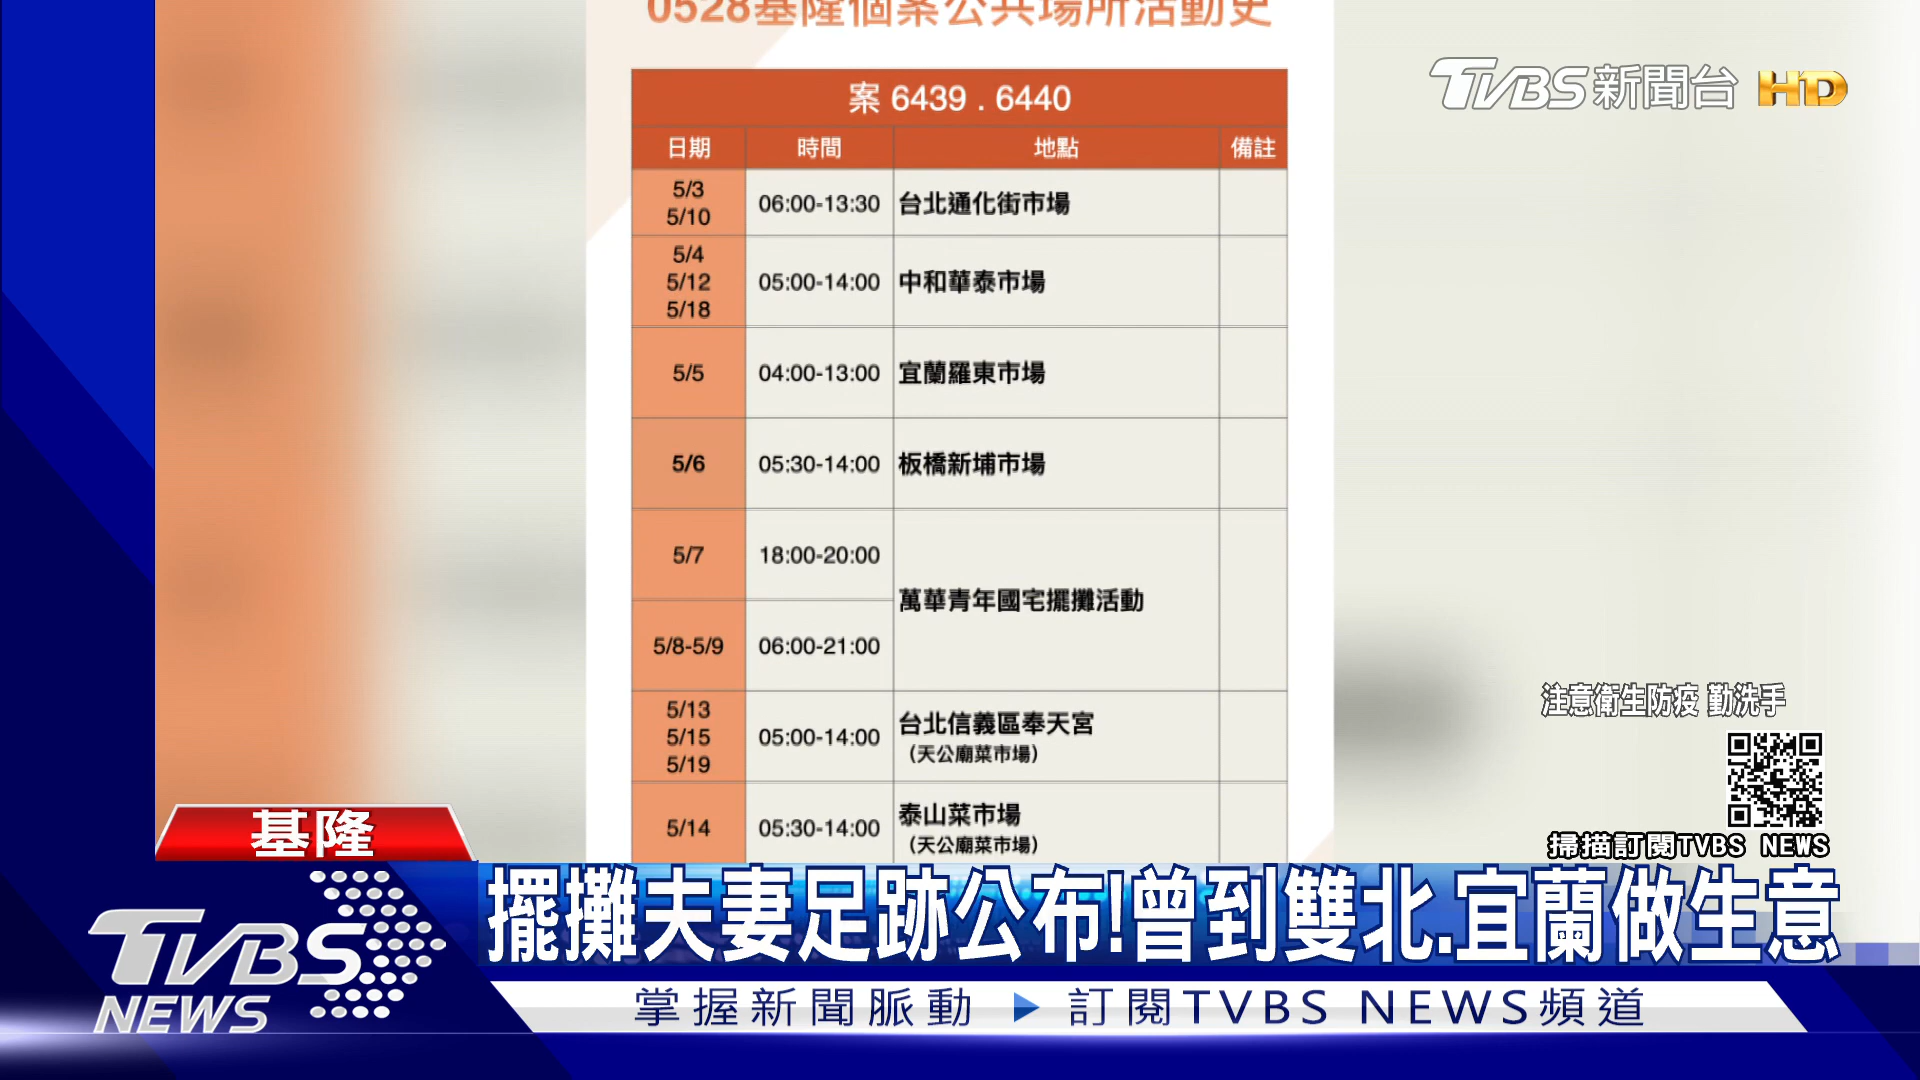 0528基隆個案公共場所活動史
TVBS新聞台 HD
案 6439 . 6440
日期 時間 地點 備註
5/3
5/10
06:00-13:30 台北通化街市場
5/4
5/12
5/18
05:00-14:00 中和華泰市場
5/5 04:00-13:00 宜蘭羅東市場
5/6 05:30-14:00 板橋新埔市場
5/7 18:00-20:00
萬華青年國宅擺攤活動
5/8-5/9 06:00-21:00
5/13
5/15
5/19
05:00-14:00 台北信義區奉天宮
（天公廟菜市場）
5/14 05:30-14:00 泰山菜市場
（天公廟菜市場）
注意衛生防疫 勤洗手
掃描訂閱TVBS NEWS
基隆
擺攤夫妻足跡公布!曾到雙北.宜蘭做生意
TVBS
NEWS
掌握新聞脈動 ▶ 訂閱TVBS NEWS頻道